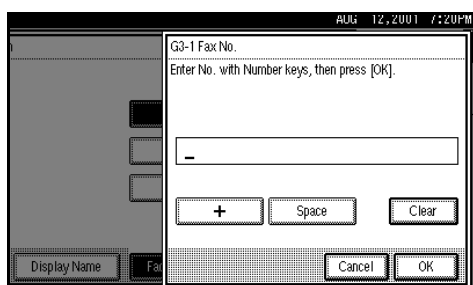 AUG 12,2001 7:20PM
G3-1 Fax No.
Enter No. with Number keys, then press [OK].
_
+ Space Clear
Display Name Fac Cancel OK